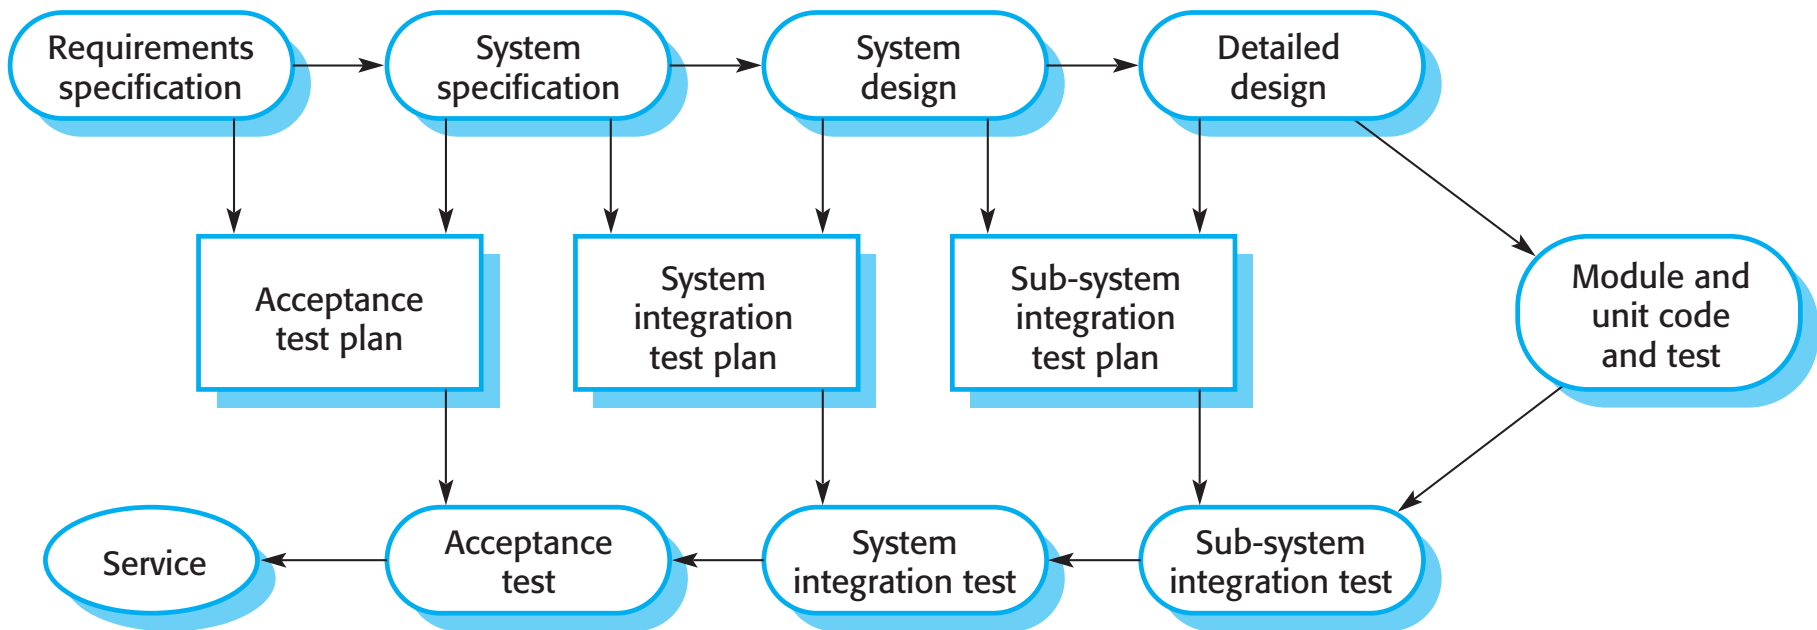 Requirements
specification
System
specification
System
design
Detailed
design
Acceptance
test plan
System
integration
test plan
Sub-system
integration
test plan
Module and
unit code
and test
Service
Acceptance
test
System
integration test
Sub-system
integration test